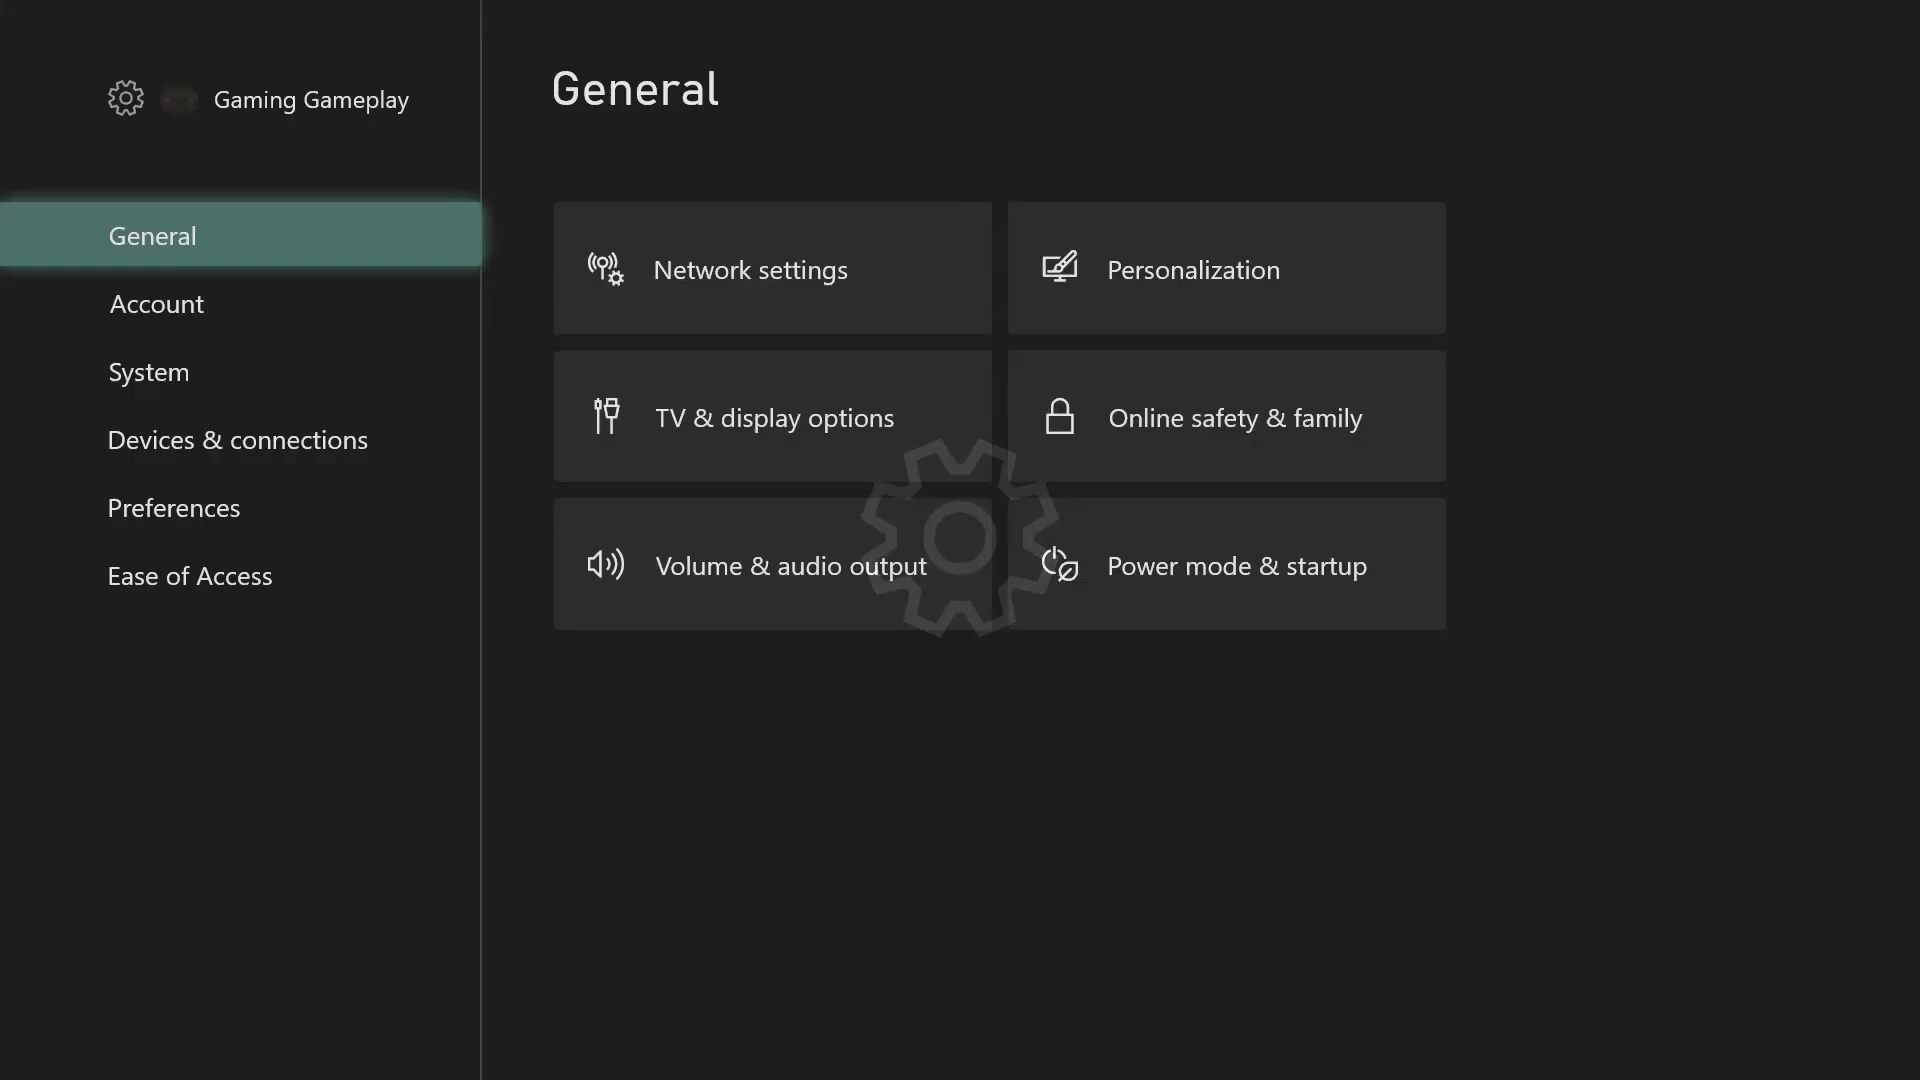 Gaming Gameplay
General
Account
System
Devices & connections
Preferences
Ease of Access
General
Network settings
Personalization
TV & display options
Online safety & family
Volume & audio output
Power mode & startup